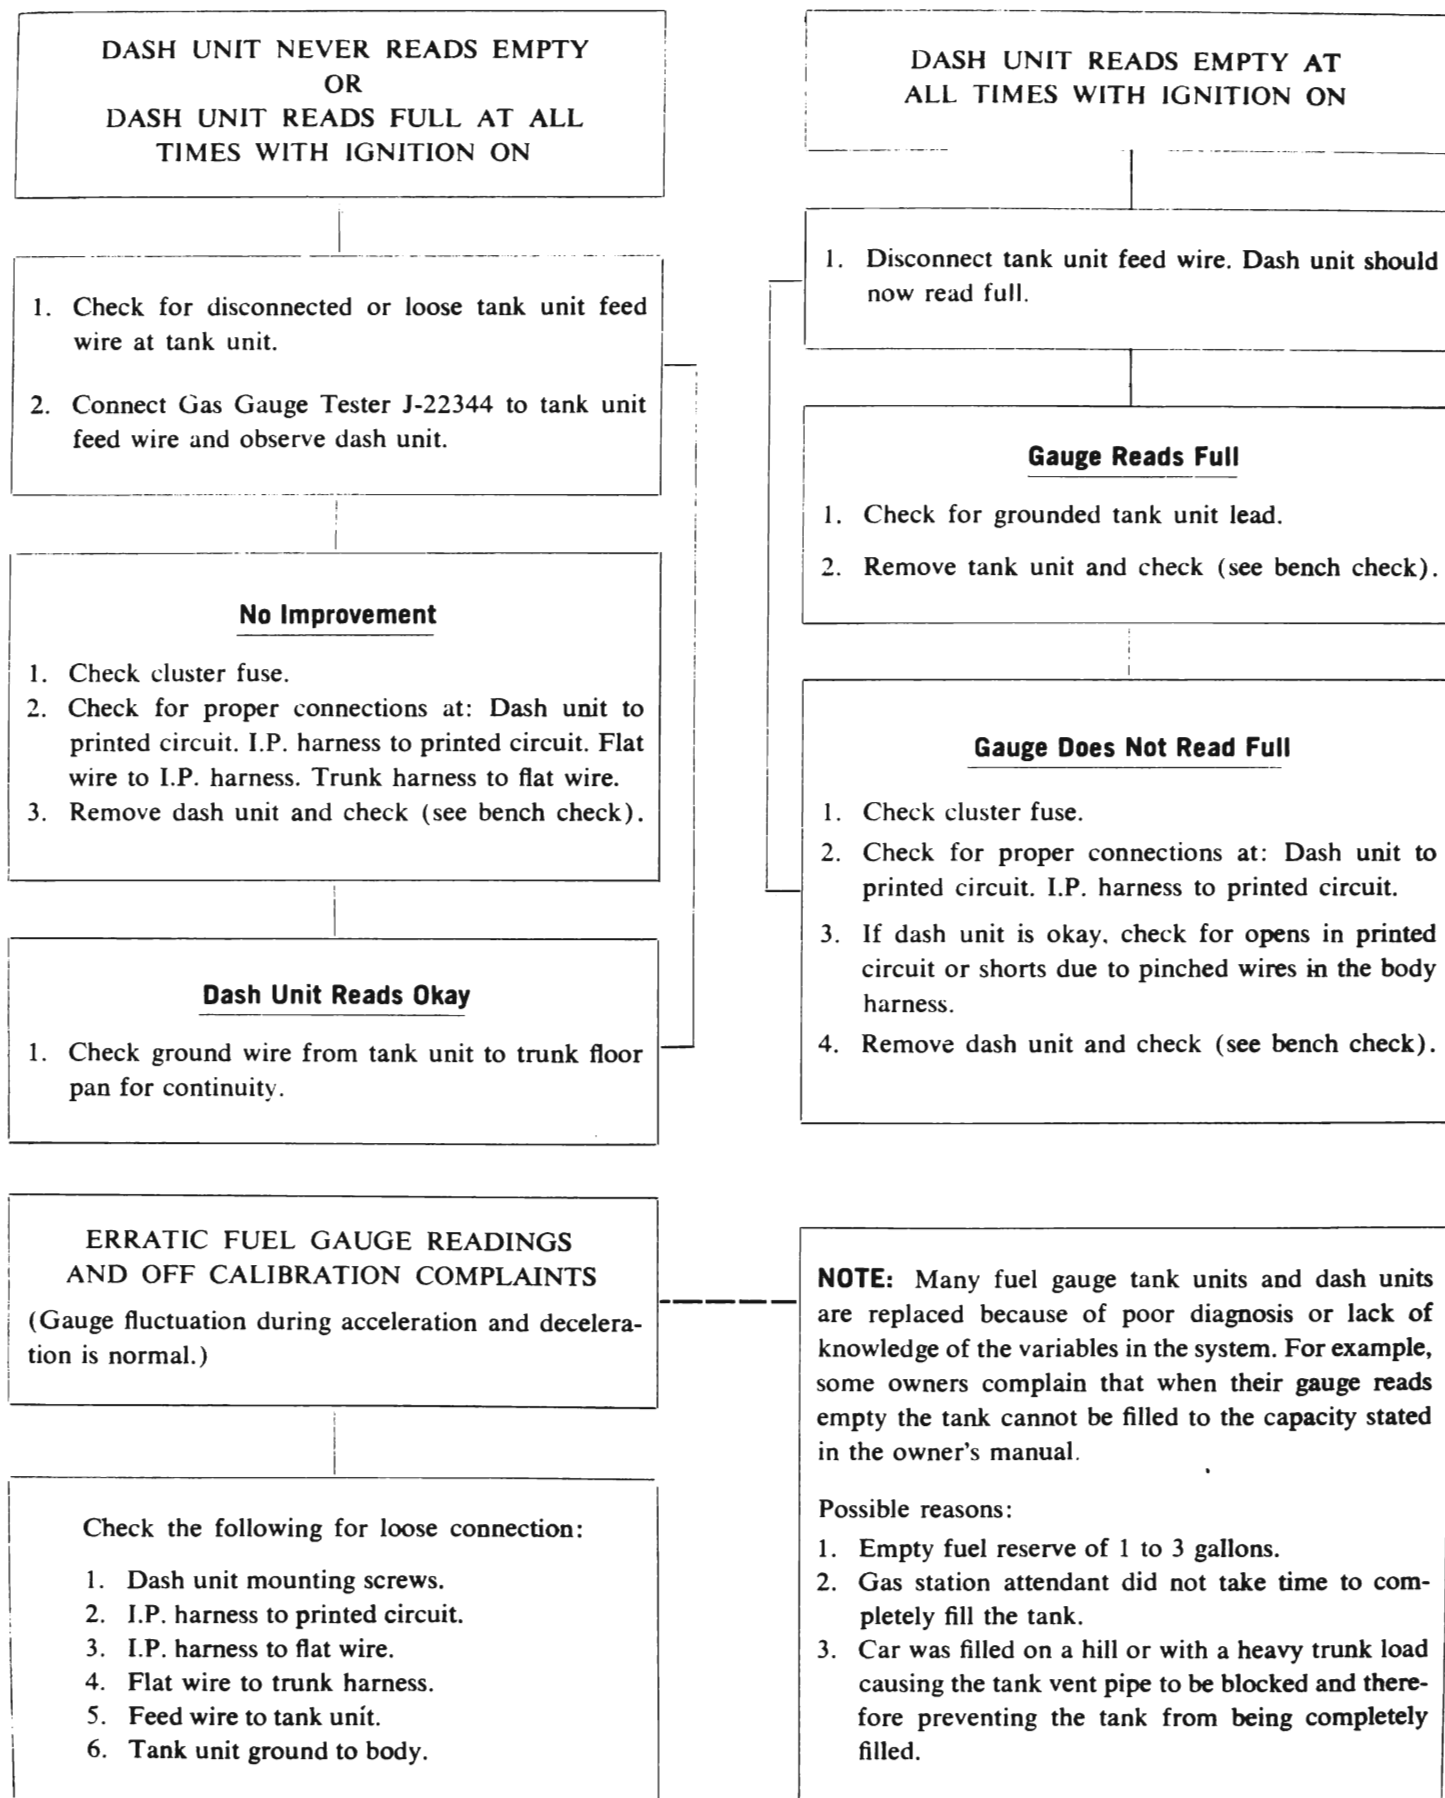 DASH UNIT NEVER READS EMPTY
OR
DASH UNIT READS FULL AT ALL
TIMES WITH IGNITION ON
1. Check for disconnected or loose tank unit feed
wire at tank unit.
2. Connect Gas Gauge Tester J-22344 to tank unit
feed wire and observe dash unit.
No Improvement
1. Check cluster fuse.
2. Check for proper connections at: Dash unit to
printed circuit. I.P. harness to printed circuit. Flat
wire to I.P. harness. Trunk harness to flat wire.
3. Remove dash unit and check (see bench check).
Dash Unit Reads Okay
1. Check ground wire from tank unit to trunk floor
pan for continuity.
DASH UNIT READS EMPTY AT
ALL TIMES WITH IGNITION ON
1. Disconnect tank unit feed wire. Dash unit should
now read full.
Gauge Reads Full
1. Check for grounded tank unit lead.
2. Remove tank unit and check (see bench check).
Gauge Does Not Read Full
1. Check cluster fuse.
2. Check for proper connections at: Dash unit to
printed circuit. I.P. harness to printed circuit.
3. If dash unit is okay, check for opens in printed
circuit or shorts due to pinched wires in the body
harness.
4. Remove dash unit and check (see bench check).
ERRATIC FUEL GAUGE READINGS
AND OFF CALIBRATION COMPLAINTS
(Gauge fluctuation during acceleration and decelera-
tion is normal.)
Check the following for loose connection:
1. Dash unit mounting screws.
2. I.P. harness to printed circuit.
3. I.P. harness to flat wire.
4. Flat wire to trunk harness.
5. Feed wire to tank unit.
6. Tank unit ground to body.
NOTE: Many fuel gauge tank units and dash units
are replaced because of poor diagnosis or lack of
knowledge of the variables in the system. For example,
some owners complain that when their gauge reads
empty the tank cannot be filled to the capacity stated
in the owner's manual.
Possible reasons:
1. Empty fuel reserve of 1 to 3 gallons.
2. Gas station attendant did not take time to com-
pletely fill the tank.
3. Car was filled on a hill or with a heavy trunk load
causing the tank vent pipe to be blocked and there-
fore preventing the tank from being completely
filled.